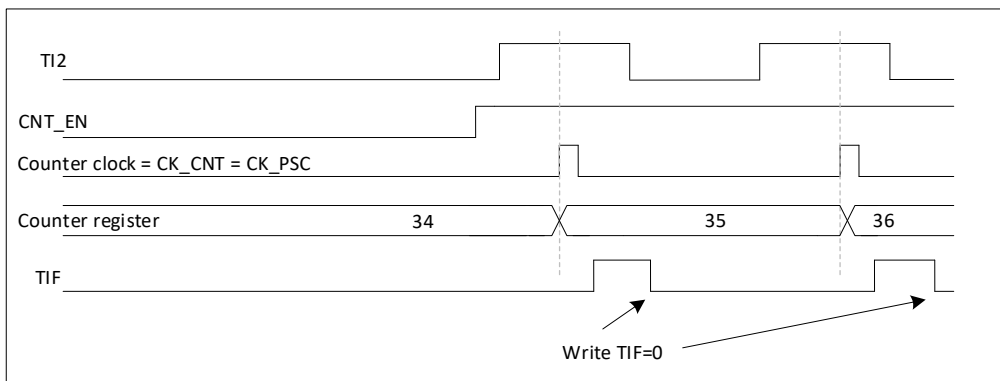 TI2
CNT_EN
Counter clock = CK_CNT = CK_PSC
Counter register 34 35 36
TIF
Write TIF=0